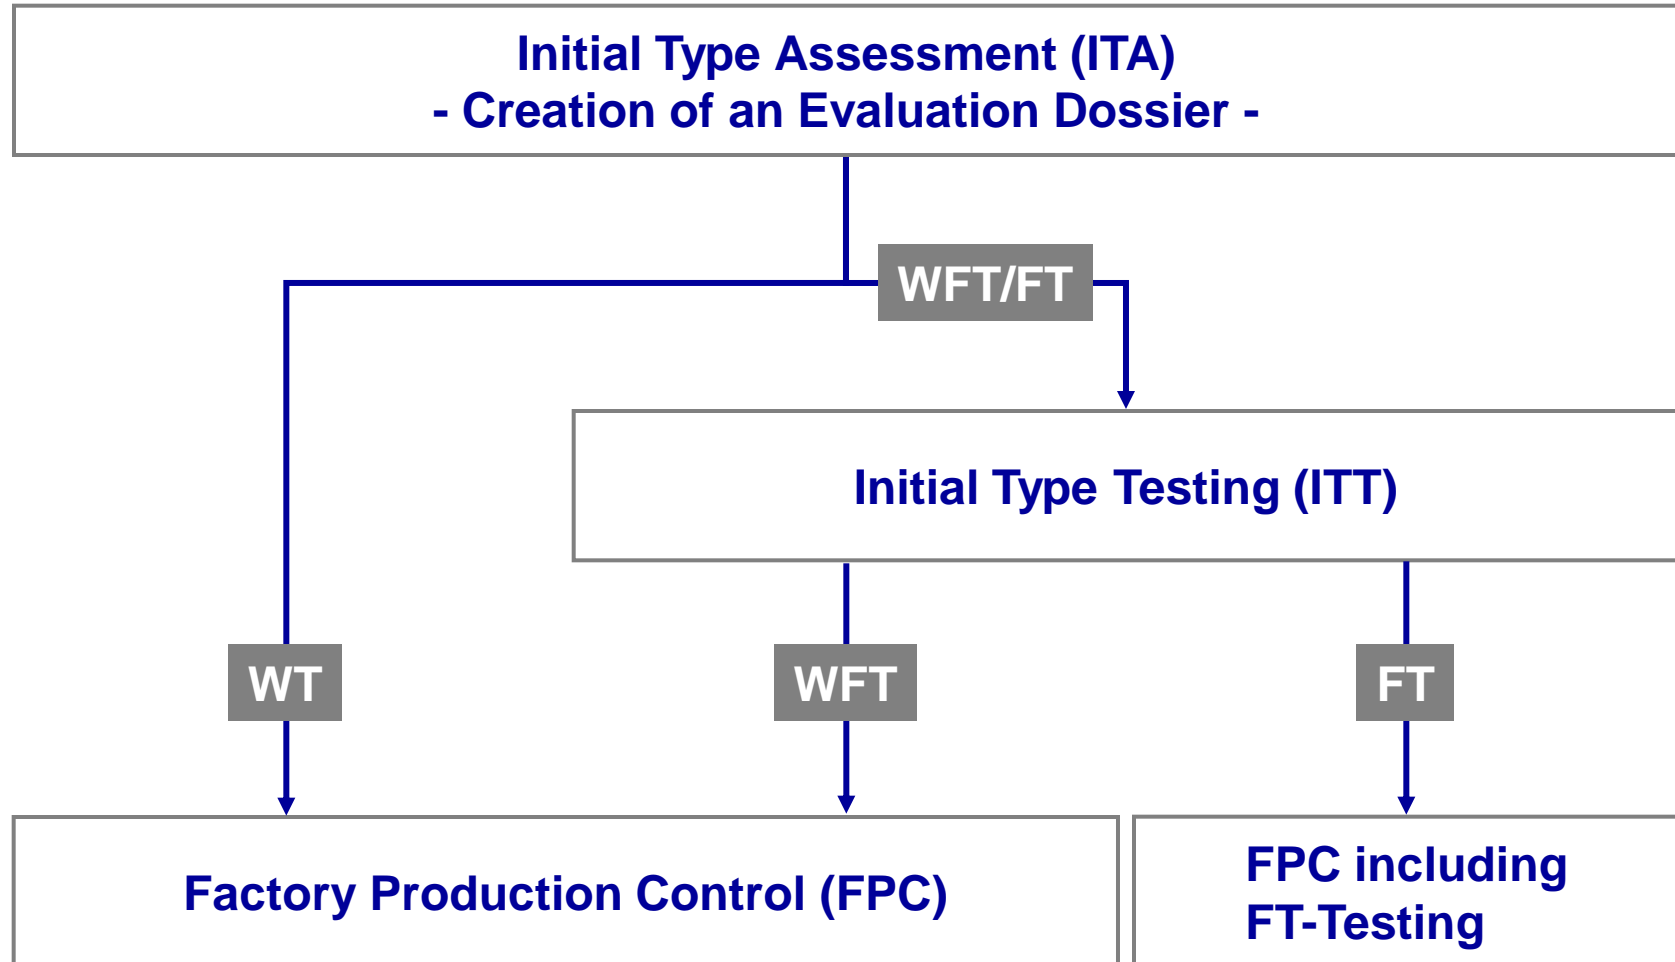 Initial Type Assessment (ITA)
- Creation of an Evaluation Dossier -
WFT/FT
Initial Type Testing (ITT)
WT
WFT
FT
Factory Production Control (FPC)
FPC including
FT-Testing